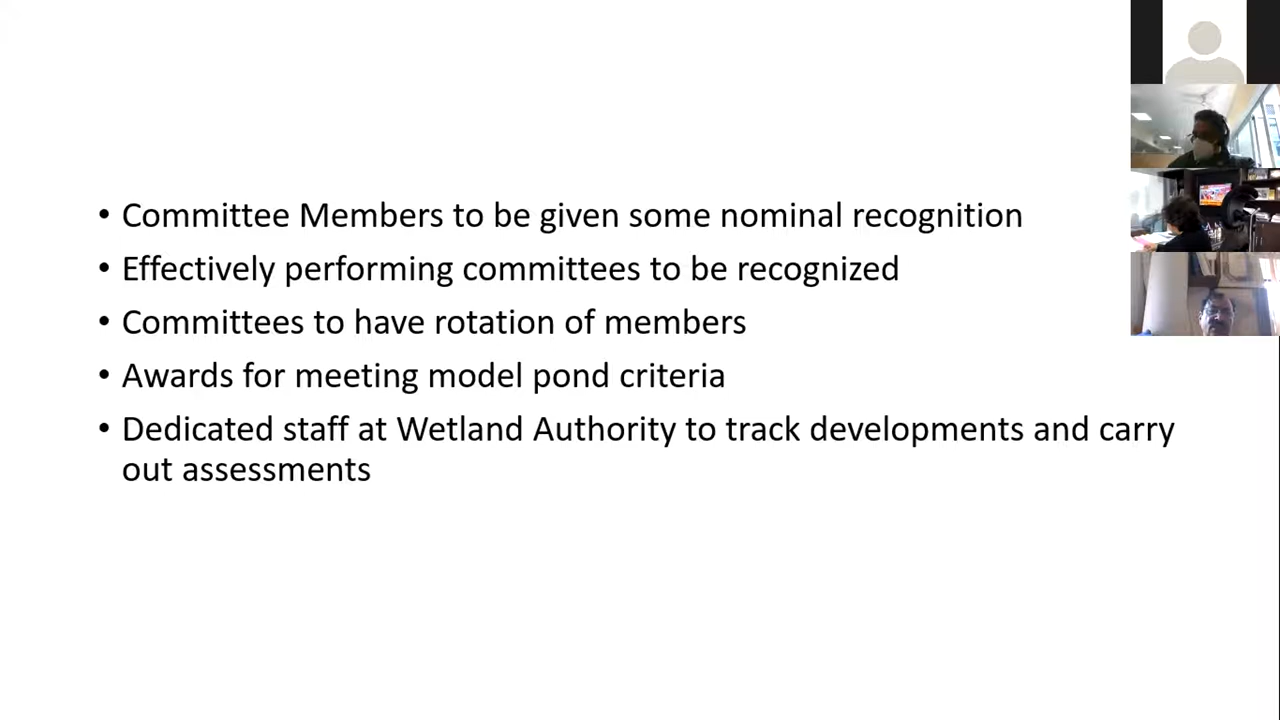 • Committee Members to be given some nominal recognition
• Effectively performing committees to be recognized
• Committees to have rotation of members
• Awards for meeting model pond criteria
• Dedicated staff at Wetland Authority to track developments and carry
out assessments